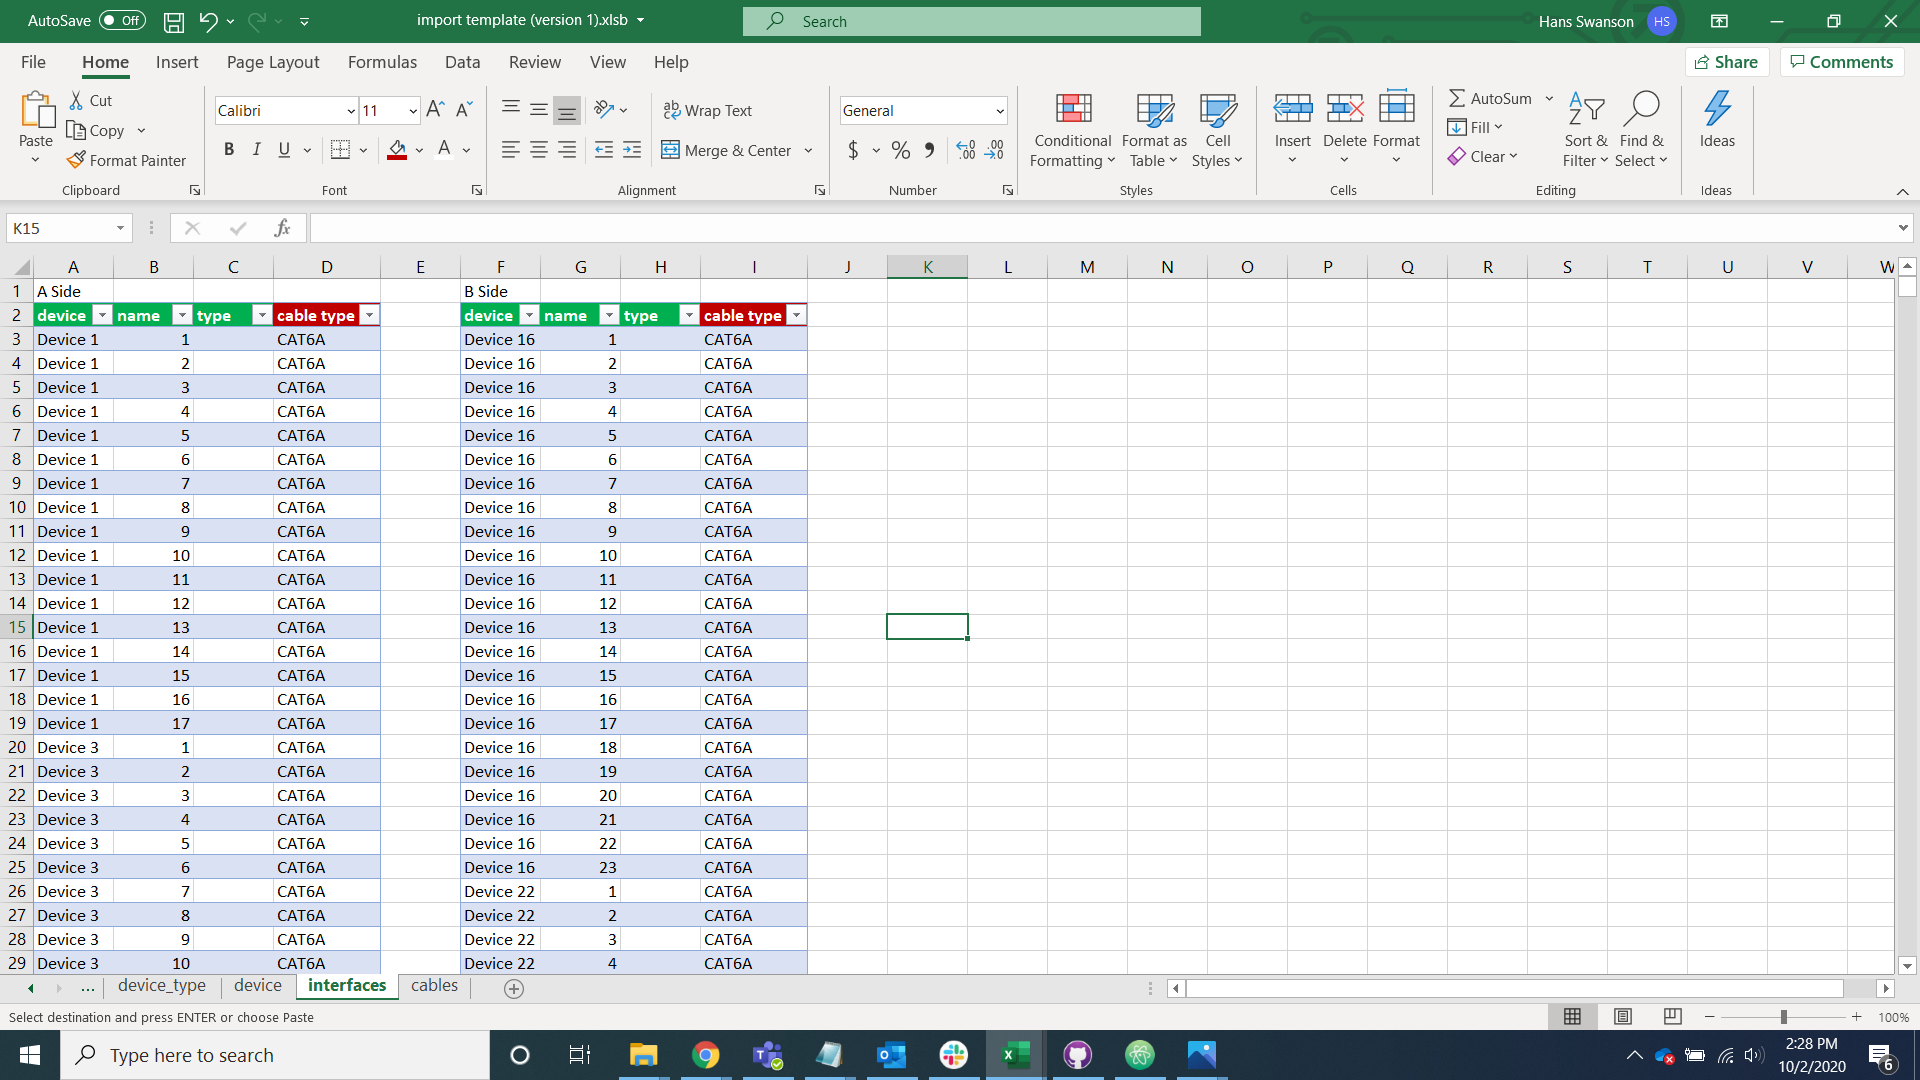 AutoSave Off import template (version 1).xlsb Search Hans Swanson HS
File Home Insert Page Layout Formulas Data Review View Help Share Comments
Paste Cut Copy Format Painter Clipboard
Calibri 11 A A B I U A Font
ab Wrap Text Merge & Center Alignment
General $ % Number
Conditional Formatting Format as Table Cell Styles Styles
Insert Delete Format Cells
AutoSum Fill Clear Sort & Filter Find & Select Editing
Ideas Ideas
K15 fx
A B C D E F G H I J K L M N O P Q R S T U V W
1 A Side B Side
2 device name type cable type device name type cable type
3 Device 1 1 CAT6A Device 16 1 CAT6A
4 Device 1 2 CAT6A Device 16 2 CAT6A
5 Device 1 3 CAT6A Device 16 3 CAT6A
6 Device 1 4 CAT6A Device 16 4 CAT6A
7 Device 1 5 CAT6A Device 16 5 CAT6A
8 Device 1 6 CAT6A Device 16 6 CAT6A
9 Device 1 7 CAT6A Device 16 7 CAT6A
10 Device 1 8 CAT6A Device 16 8 CAT6A
11 Device 1 9 CAT6A Device 16 9 CAT6A
12 Device 1 10 CAT6A Device 16 10 CAT6A
13 Device 1 11 CAT6A Device 16 11 CAT6A
14 Device 1 12 CAT6A Device 16 12 CAT6A
15 Device 1 13 CAT6A Device 16 13 CAT6A
16 Device 1 14 CAT6A Device 16 14 CAT6A
17 Device 1 15 CAT6A Device 16 15 CAT6A
18 Device 1 16 CAT6A Device 16 16 CAT6A
19 Device 1 17 CAT6A Device 16 17 CAT6A
20 Device 3 1 CAT6A Device 16 18 CAT6A
21 Device 3 2 CAT6A Device 16 19 CAT6A
22 Device 3 3 CAT6A Device 16 20 CAT6A
23 Device 3 4 CAT6A Device 16 21 CAT6A
24 Device 3 5 CAT6A Device 16 22 CAT6A
25 Device 3 6 CAT6A Device 16 23 CAT6A
26 Device 3 7 CAT6A Device 22 1 CAT6A
27 Device 3 8 CAT6A Device 22 2 CAT6A
28 Device 3 9 CAT6A Device 22 3 CAT6A
29 Device 3 10 CAT6A Device 22 4 CAT6A
... device_type device interfaces cables
Select destination and press ENTER or choose Paste 100%
Type here to search 2:28 PM
10/2/2020 6